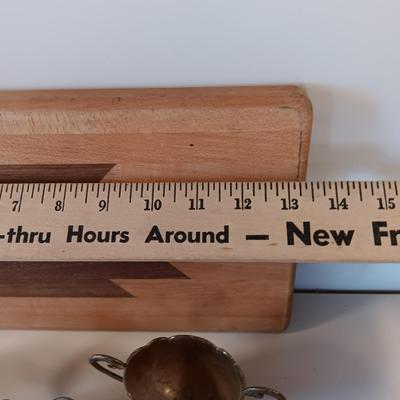 7 8 9 10 11 12 13 14 15
-thru Hours Around — New Fr